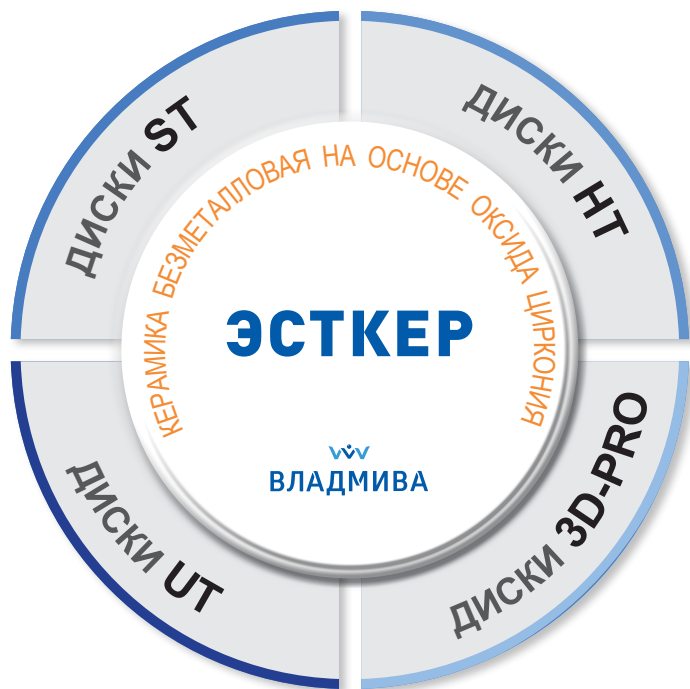 ДИСКИ ST
ДИСКИ HT
КЕРАМИКА БЕЗМЕТАЛЛОВАЯ НА ОСНОВЕ ОКСИДА ЦИРКОНИЯ
ЭСТКЕР
ВЛАДМИВА
ДИСКИ UT
ДИСКИ 3D-PRO